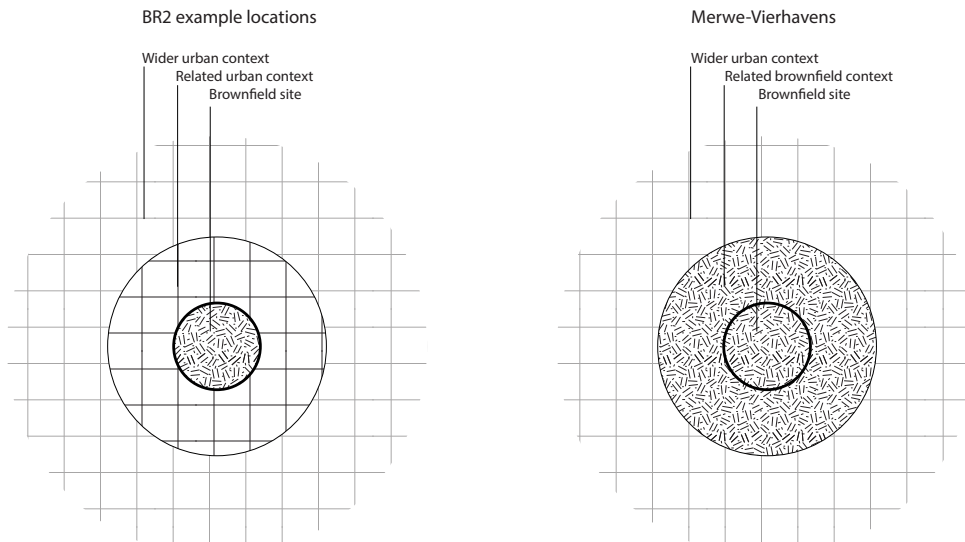 BR2 example locations
Wider urban context
Related urban context
Brownfield site
Merwe-Vierhavens
Wider urban context
Related brownfield context
Brownfield site